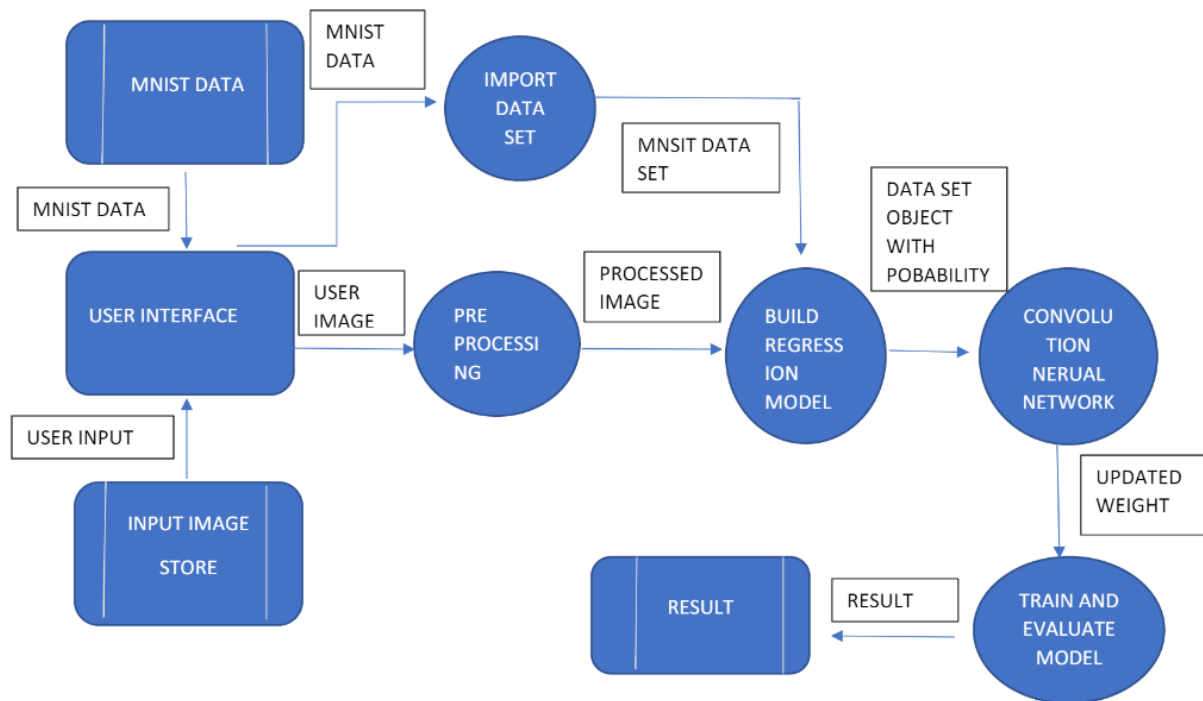 MNIST DATA
MNIST
DATA
IMPORT
DATA
SET
MNSIT DATA
SET
MNIST DATA
USER INTERFACE
USER
IMAGE
PRE
PROCESSI
NG
PROCESSED
IMAGE
BUILD
REGRESS
ION
MODEL
DATA SET
OBJECT
WITH
POBABILITY
CONVOLU
TION
NERUAL
NETWORK
USER INPUT
INPUT IMAGE
STORE
UPDATED
WEIGHT
TRAIN AND
EVALUATE
MODEL
RESULT
RESULT